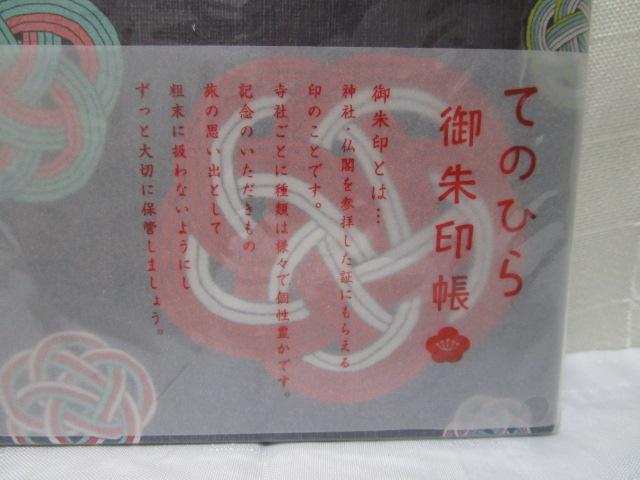 てのひら
御朱印帳
御朱印とは…
神社・仏閣を参拝した証にもらえる
印のことです。
寺社ごとに種類は様々で個性豊かです。
記念のいただきもの
旅の思い出として
粗末に扱わないようにし
ずっと大切に保管しましょう。